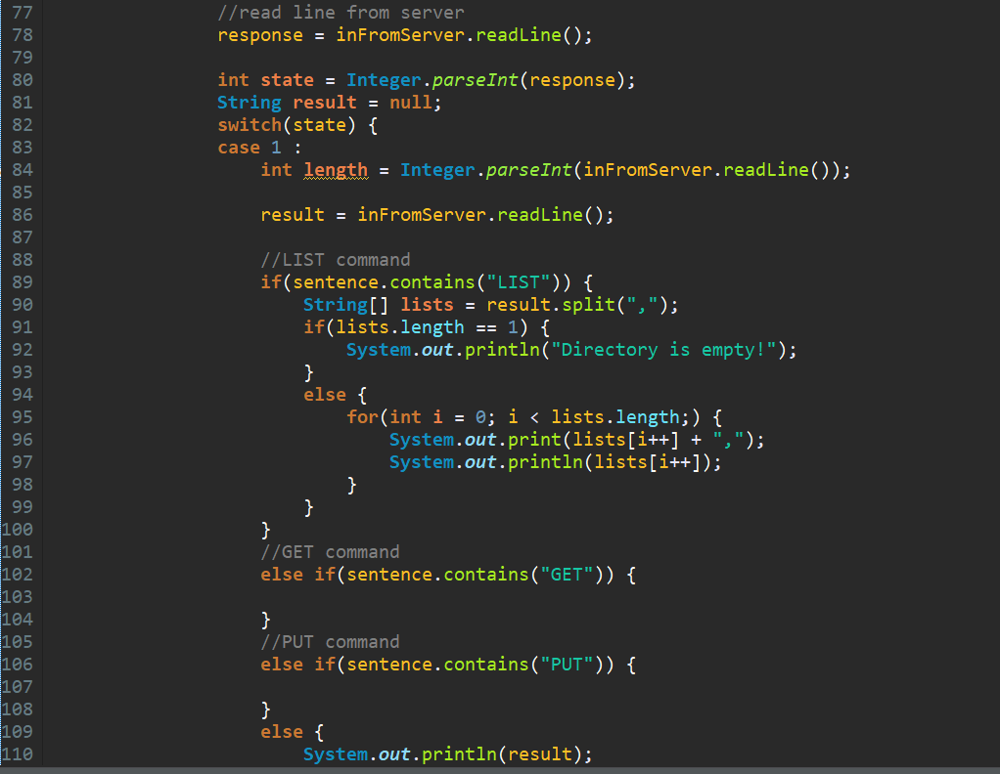 77 //read line from server
78 response = inFromServer.readLine();
79
80 int state = Integer.parseInt(response);
81 String result = null;
82 switch(state) {
83 case 1 :
84 int length = Integer.parseInt(inFromServer.readLine());
85
86 result = inFromServer.readLine();
87
88 //LIST command
89 if(sentence.contains("LIST")) {
90 String[] lists = result.split(",");
91 if(lists.length == 1) {
92 System.out.println("Directory is empty!");
93 }
94 else {
95 for(int i = 0; i < lists.length;) {
96 System.out.print(lists[i++] + ",");
97 System.out.println(lists[i++]);
98 }
99 }
100 }
101 //GET command
102 else if(sentence.contains("GET")) {
103
104 }
105 //PUT command
106 else if(sentence.contains("PUT")) {
107
108 }
109 else {
110 System.out.println(result);